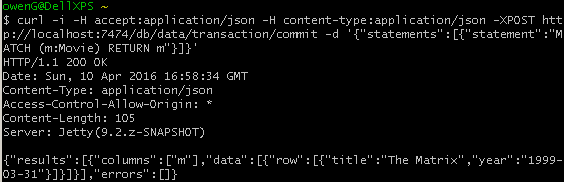 owenG@DellXPS ~
$ curl -i -H accept:application/json -H content-type:application/json -XPOST htt
p://localhost:7474/db/data/transaction/commit -d '{"statements":[{"statement":"M
ATCH (m:Movie) RETURN m"}]}'
HTTP/1.1 200 OK
Date: Sun, 10 Apr 2016 16:58:34 GMT
Content-Type: application/json
Access-Control-Allow-Origin: *
Content-Length: 105
Server: Jetty(9.2.z-SNAPSHOT)
{"results":[{"columns":["m"],"data":[{"row":[{"title":"The Matrix","year":"1999-
03-31"}]}]}],"errors":[]}